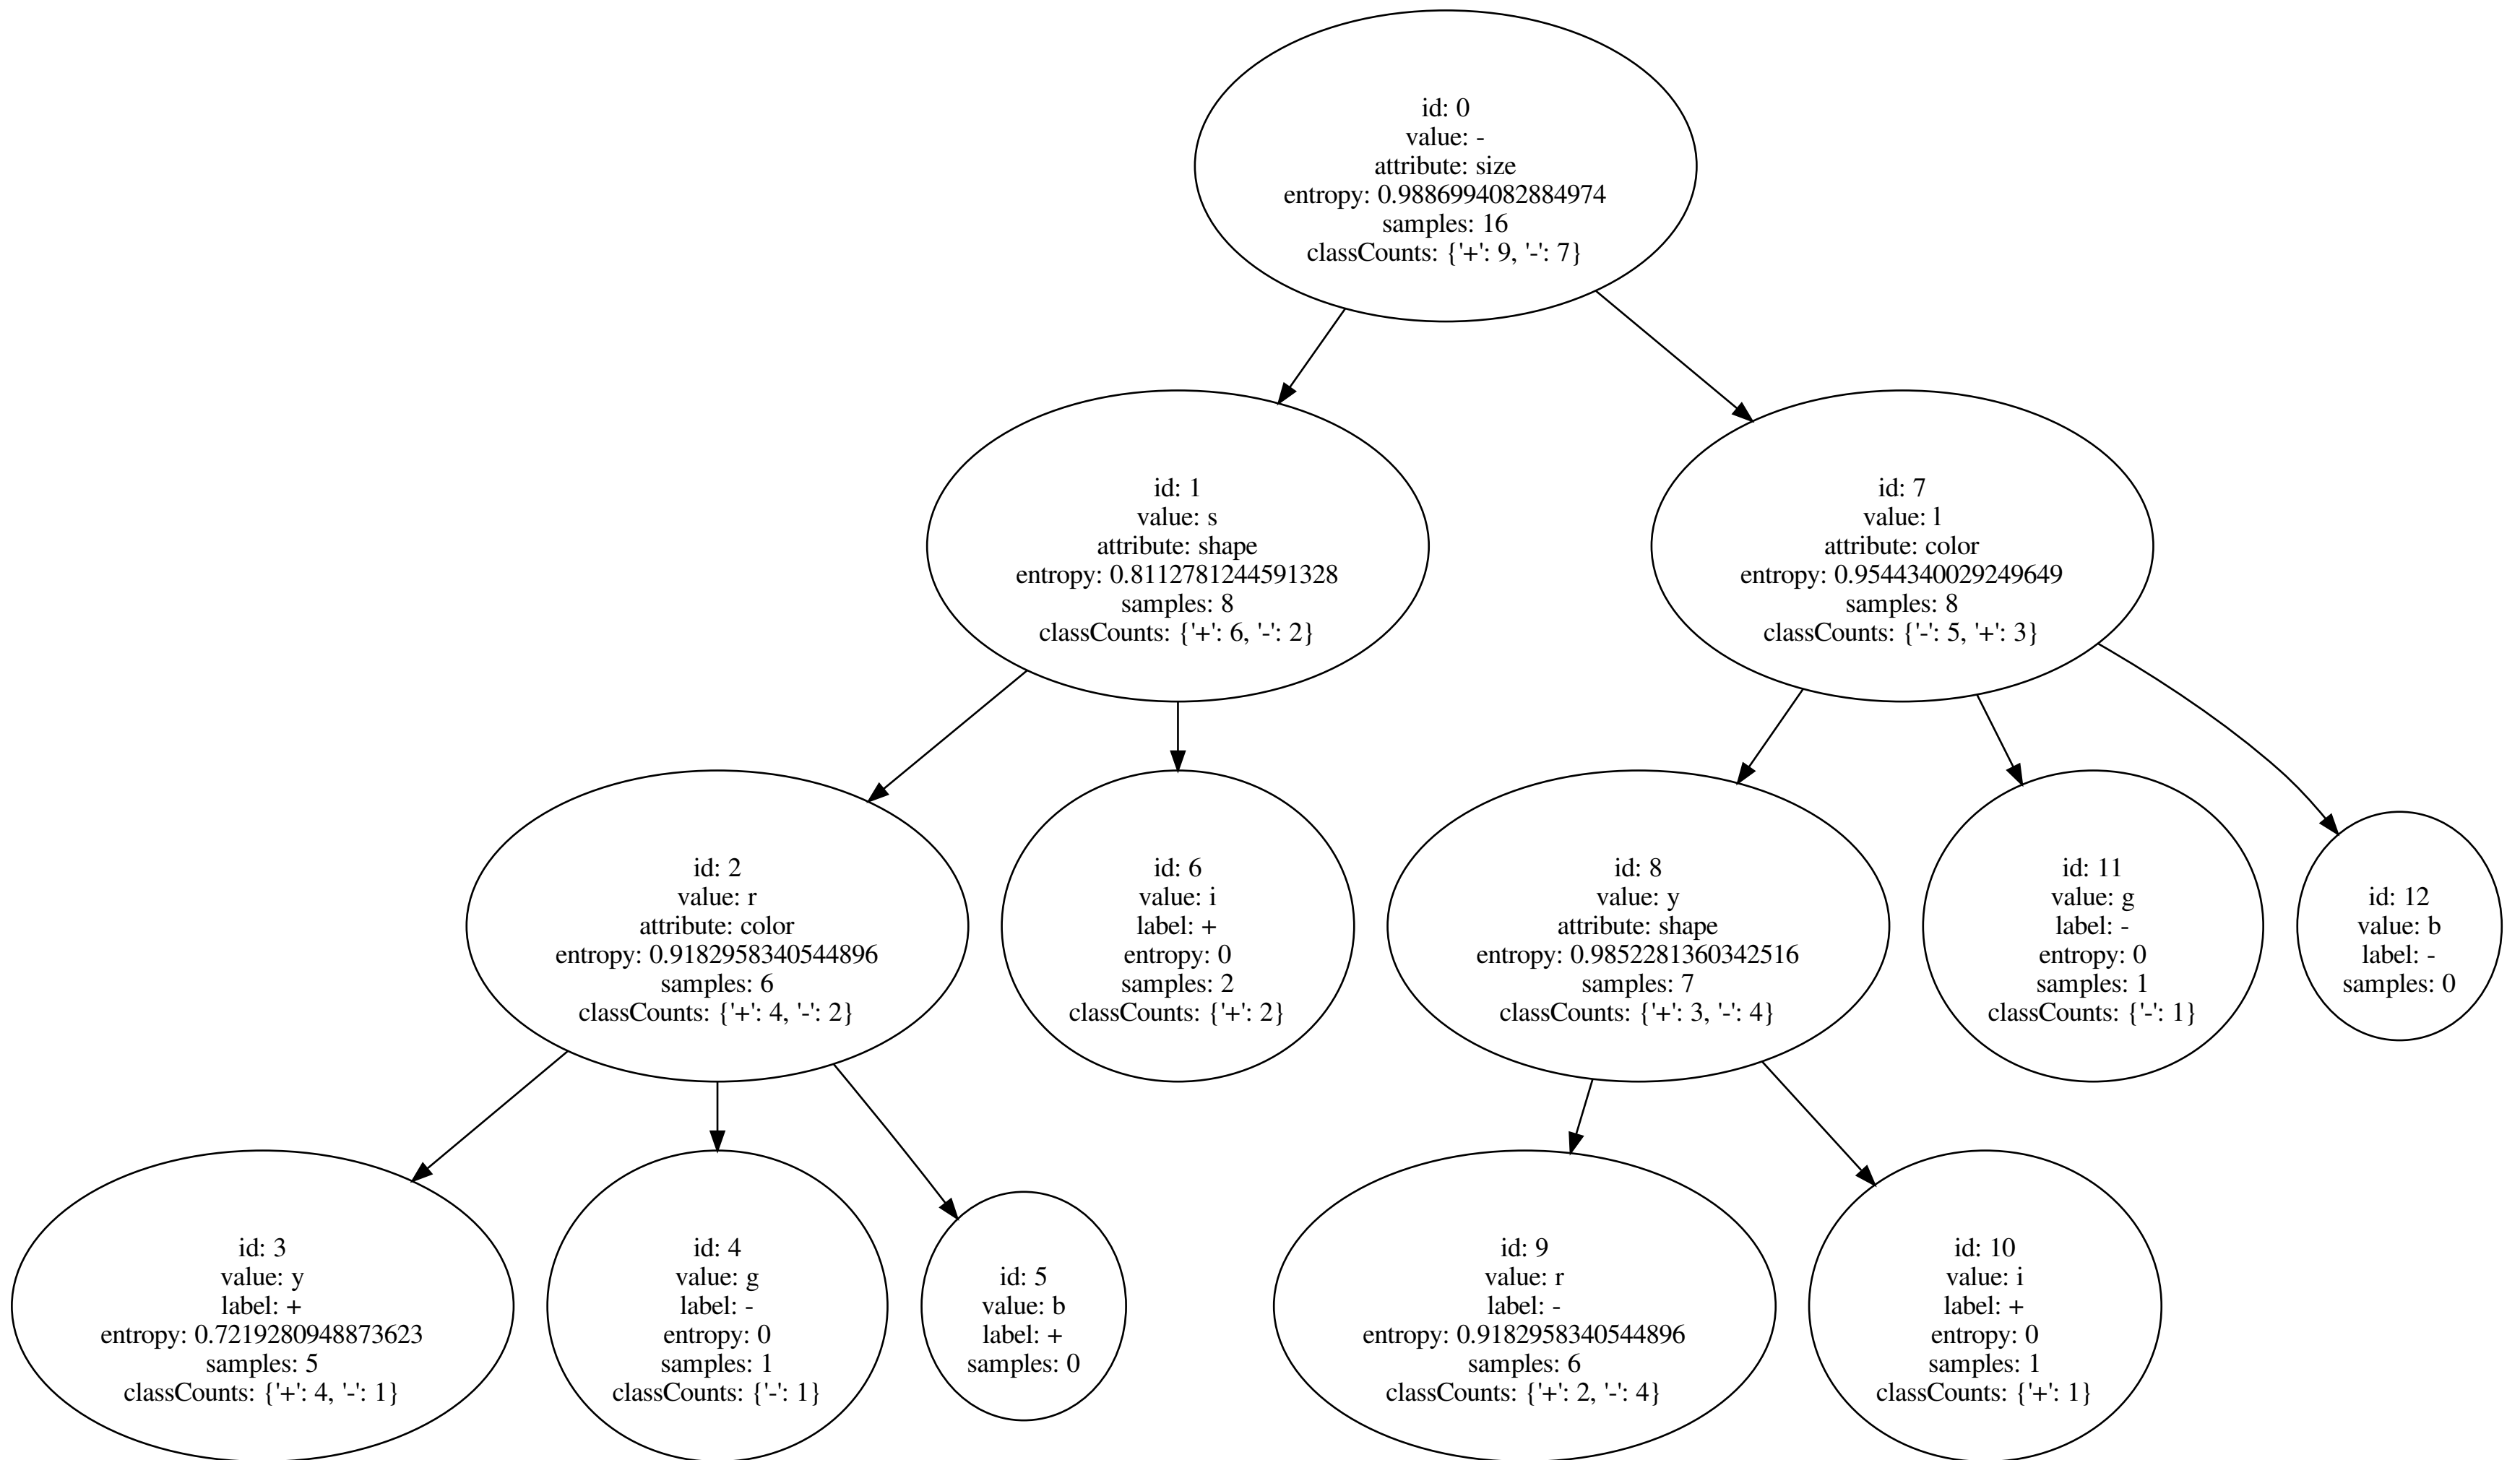 id: 0
value: -
attribute: size
entropy: 0.9886994082884974
samples: 16
classCounts: {'+': 9, '-': 7}
id: 1
value: s
attribute: shape
entropy: 0.8112781244591328
samples: 8
classCounts: {'+': 6, '-': 2}
id: 7
value: l
attribute: color
entropy: 0.9544340029249649
samples: 8
classCounts: {'-': 5, '+': 3}
id: 2
value: r
attribute: color
entropy: 0.9182958340544896
samples: 6
classCounts: {'+': 4, '-': 2}
id: 6
value: i
label: +
entropy: 0
samples: 2
classCounts: {'+': 2}
id: 8
value: y
attribute: shape
entropy: 0.9852281360342516
samples: 7
classCounts: {'+': 3, '-': 4}
id: 11
value: g
label: -
entropy: 0
samples: 1
classCounts: {'-': 1}
id: 12
value: b
label: -
samples: 0
id: 3
value: y
label: +
entropy: 0.7219280948873623
samples: 5
classCounts: {'+': 4, '-': 1}
id: 4
value: g
label: -
entropy: 0
samples: 1
classCounts: {'-': 1}
id: 5
value: b
label: +
samples: 0
id: 9
value: r
label: -
entropy: 0.9182958340544896
samples: 6
classCounts: {'+': 2, '-': 4}
id: 10
value: i
label: +
entropy: 0
samples: 1
classCounts: {'+': 1}